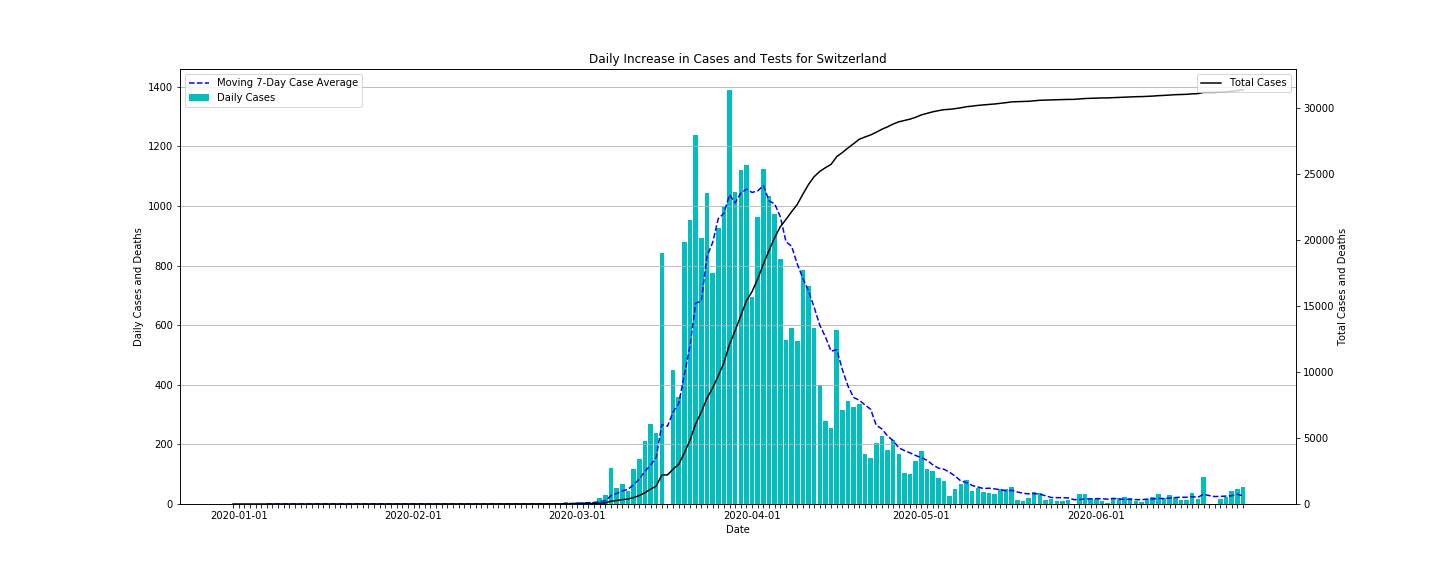 Daily Increase in Cases and Tests for Switzerland
Moving 7-Day Case Average
Daily Cases
Total Cases
1400
1200
1000
800
600
400
200
0
Daily Cases and Deaths
30000
25000
20000
15000
10000
5000
0
Total Cases and Deaths
2020-01-01 2020-02-01 2020-03-01 2020-04-01 2020-05-01 2020-06-01
Date